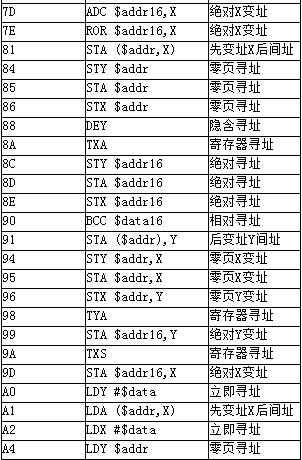 7D ADC $addr16,X 绝对X变址
7E ROR $addr16,X 绝对X变址
81 STA ($addr,X) 先变址X后间址
84 STY $addr 零页寻址
85 STA $addr 零页寻址
86 STX $addr 零页寻址
88 DEY 隐含寻址
8A TXA 寄存器寻址
8C STY $addr16 绝对寻址
8D STA $addr16 绝对寻址
8E STX $addr16 绝对寻址
90 BCC $data16 相对寻址
91 STA ($addr),Y 后变址Y间址
94 STY $addr,X 零页X变址
95 STA $addr,X 零页X变址
96 STX $addr,Y 零页Y变址
98 TYA 寄存器寻址
99 STA $addr16,Y 绝对Y变址
9A TXS 寄存器寻址
9D STA $addr16,X 绝对X变址
A0 LDY #$data 立即寻址
A1 LDA ($addr,X) 先变址X后间址
A2 LDX #$data 立即寻址
A4 LDY $addr 零页寻址